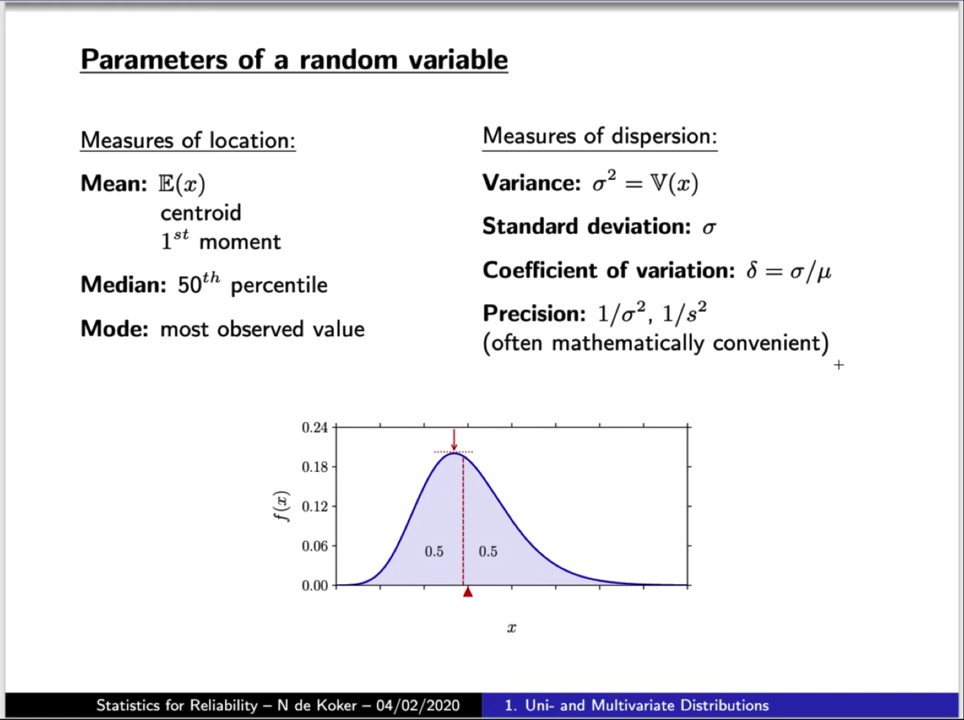 Parameters of a random variable
Measures of location:
Mean: 𝔼(x)
centroid
1ˢᵗ moment
Median: 50ᵗʰ percentile
Mode: most observed value
Measures of dispersion:
Variance: σ² = 𝕍(x)
Standard deviation: σ
Coefficient of variation: δ = σ/μ
Precision: 1/σ², 1/s²
(often mathematically convenient)
0.24
0.18
0.12
0.06
0.00
f(x)
0.5 0.5
x
Statistics for Reliability – N de Koker – 04/02/2020
1. Uni- and Multivariate Distributions